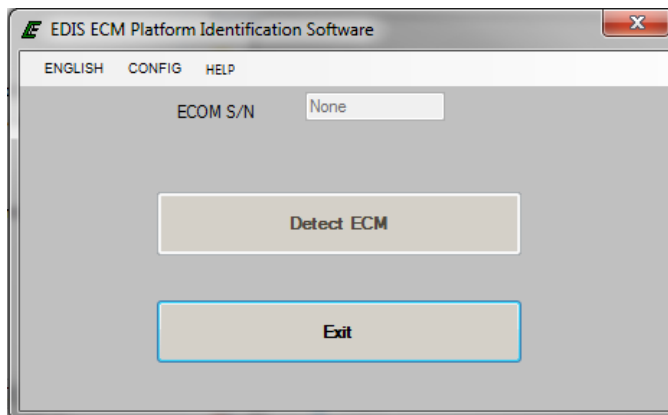 EDIS ECM Platform Identification Software
ENGLISH CONFIG HELP
ECOM S/N None
Detect ECM
Exit